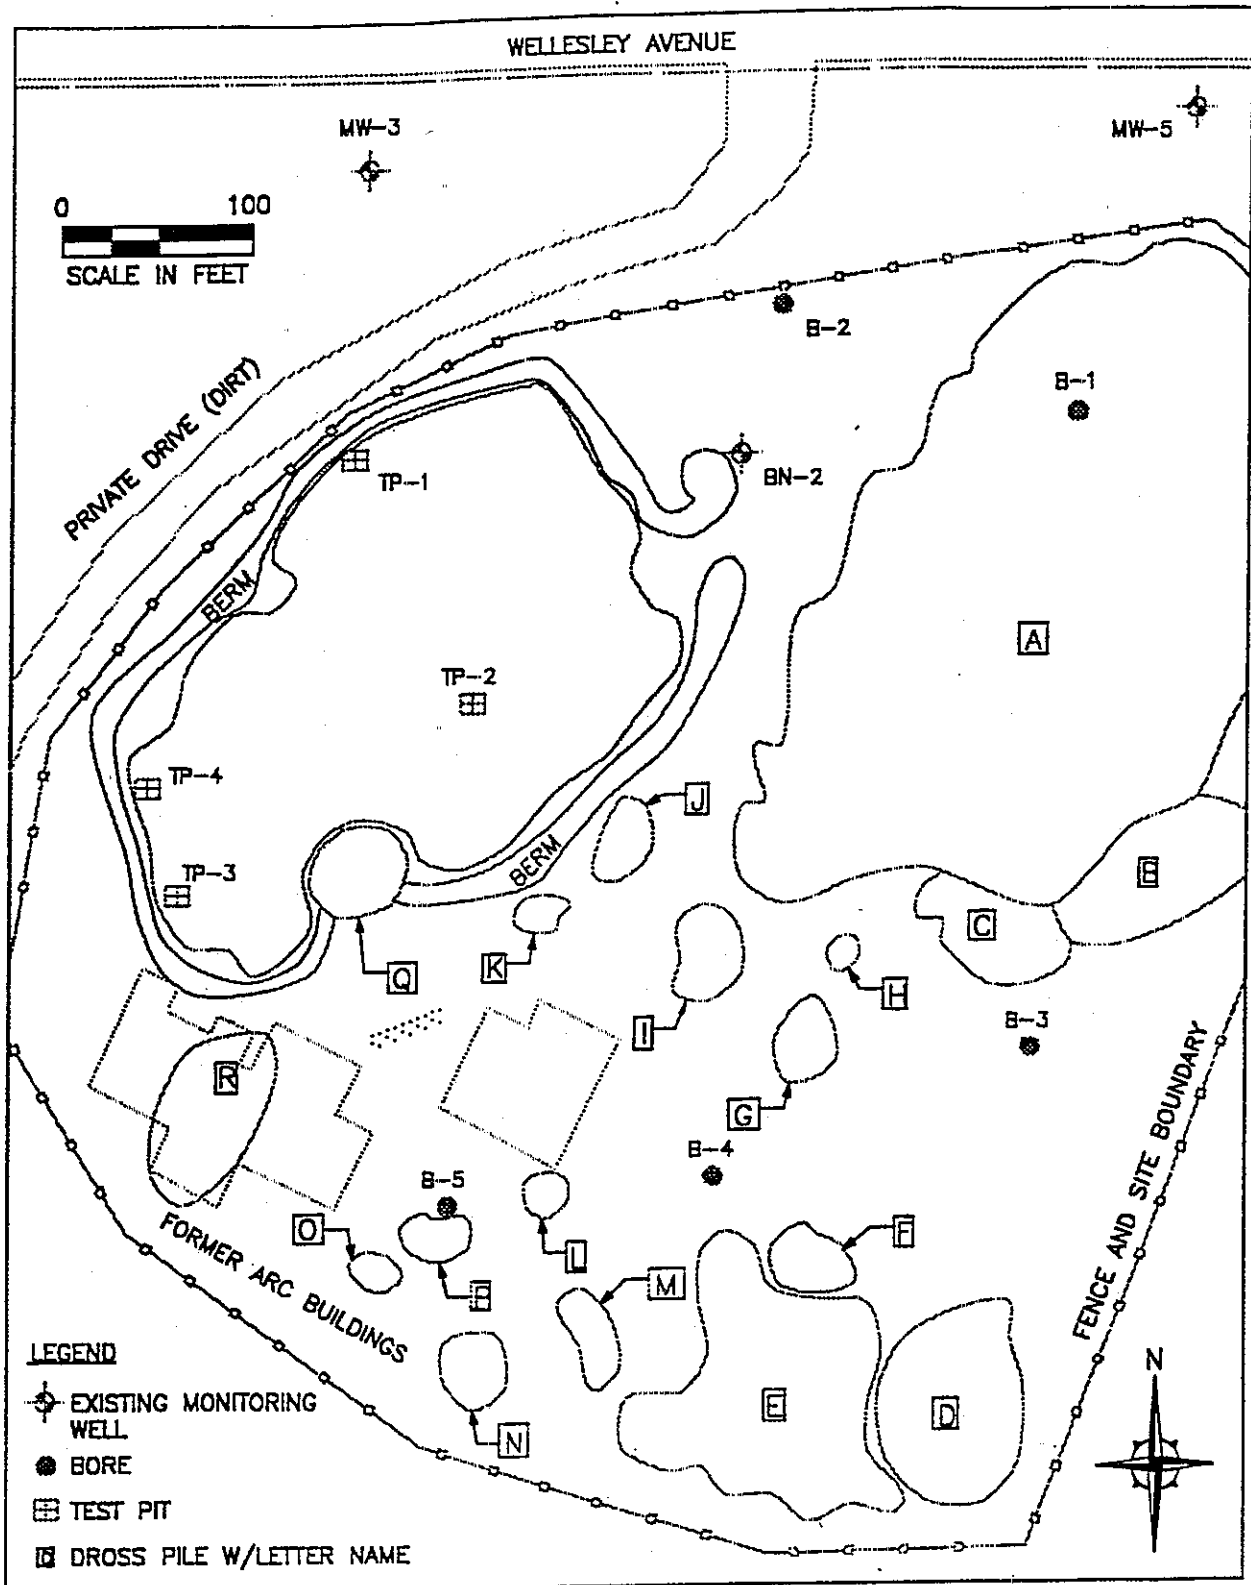 WELLESLEY AVENUE
MW-3
MW-5
0 100
SCALE IN FEET
B-2
B-1
PRIVATE DRIVE (DIRT)
TP-1
BN-2
BERM
A
TP-2
TP-4
J
B
TP-3
BERM
C
K
Q
H
I
B-3
R
G
B-4
FENCE AND SITE BOUNDARY
B-5
O
L
F
FORMER ARC BUILDINGS
M
N
E
D
N
LEGEND
EXISTING MONITORING
WELL
BORE
TEST PIT
DROSS PILE W/LETTER NAME